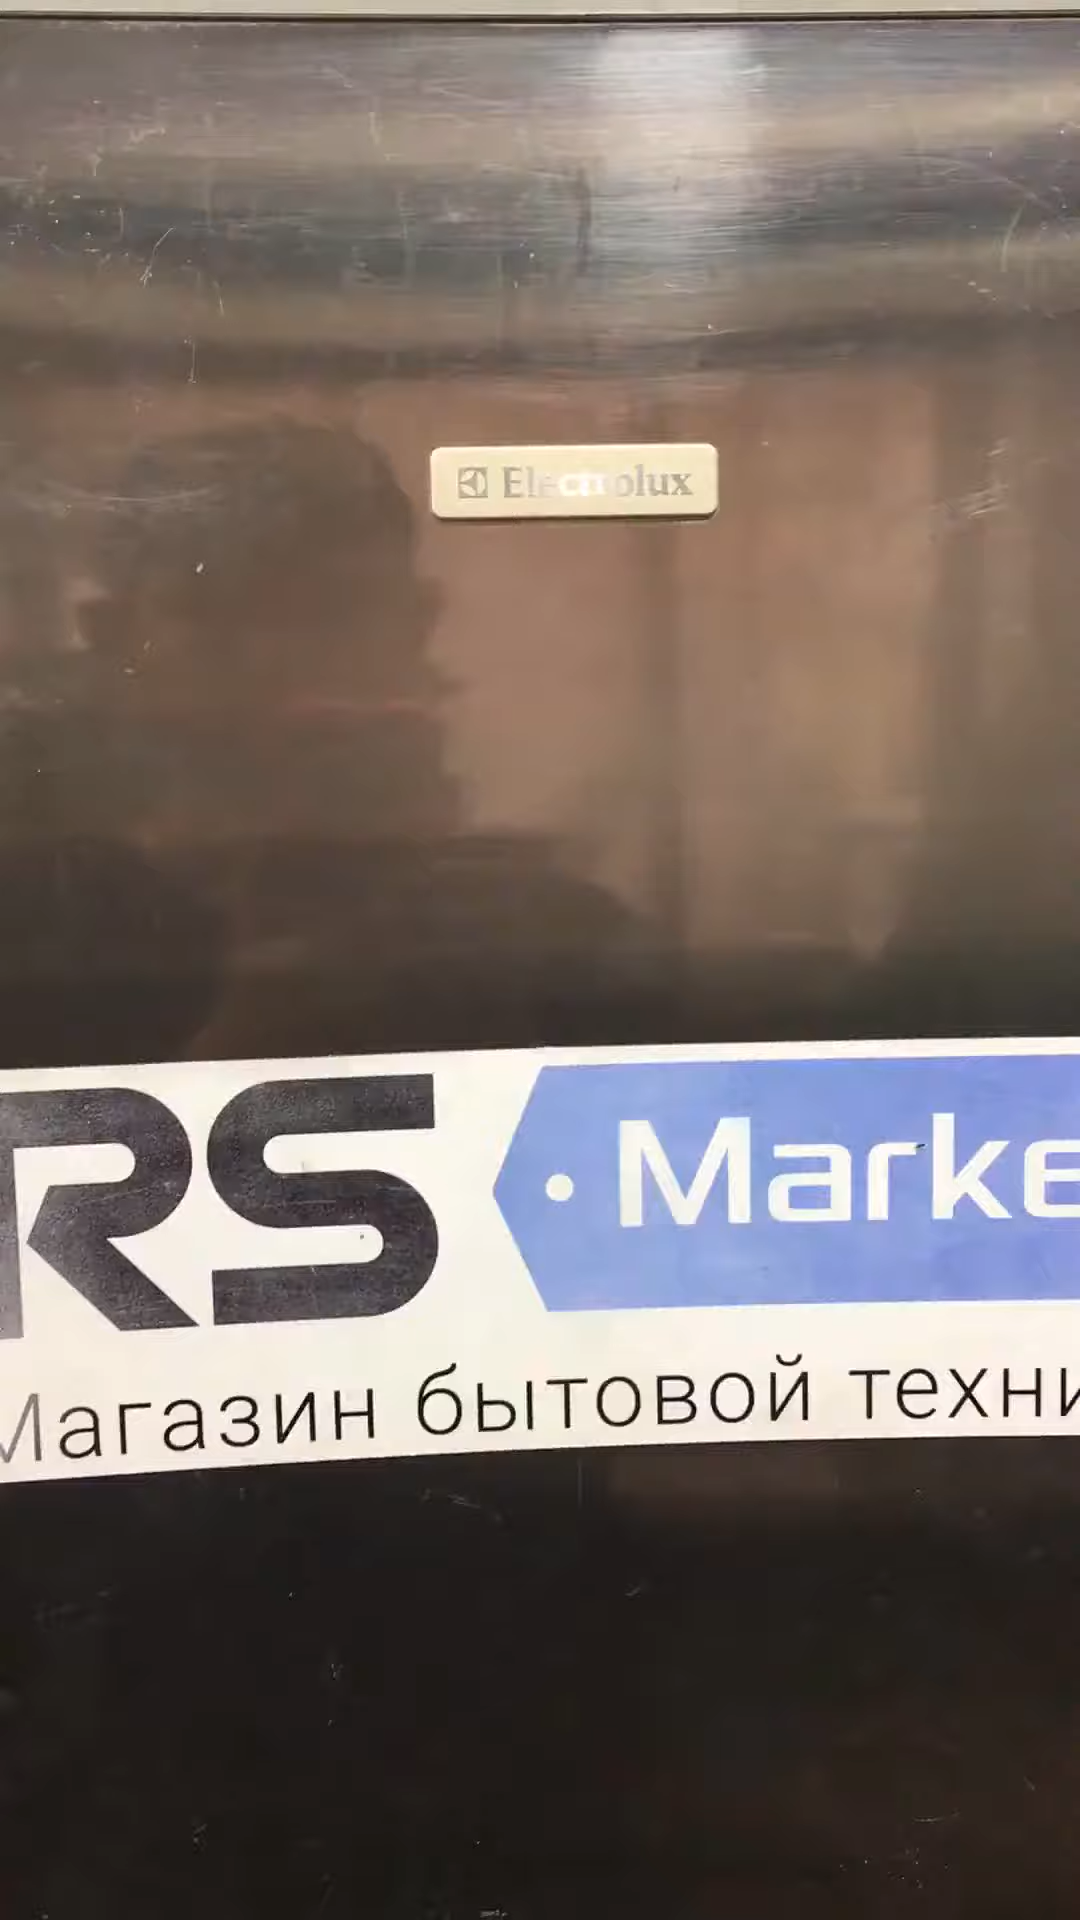 Electrolux
RS • Marke
Магазин бытовой техни